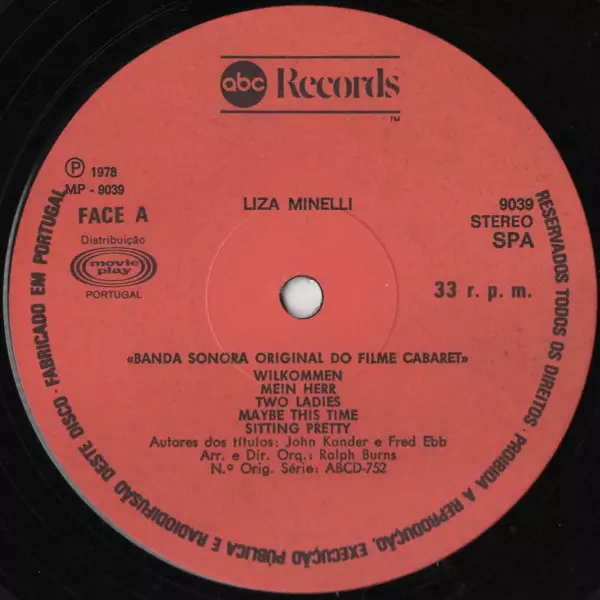 abc Records
TM
Ⓟ 1978
MP - 9039
FACE A
Distribuição
movie play
PORTUGAL
LIZA MINELLI
9039
STEREO
SPA
33 r. p. m.
«BANDA SONORA ORIGINAL DO FILME CABARET»
WILKOMMEN
MEIN HERR
TWO LADIES
MAYBE THIS TIME
SITTING PRETTY
Autores dos títulos: John Kander e Fred Ebb
Arr. e Dir. Orq.: Ralph Burns
N.º Orig. Série: ABCD-752
RESERVADOS TODOS OS DIREITOS · PROIBIDA A REPRODUÇÃO, EXECUÇÃO PÚBLICA E RADIODIFUSÃO DESTE DISCO · FABRICADO EM PORTUGAL